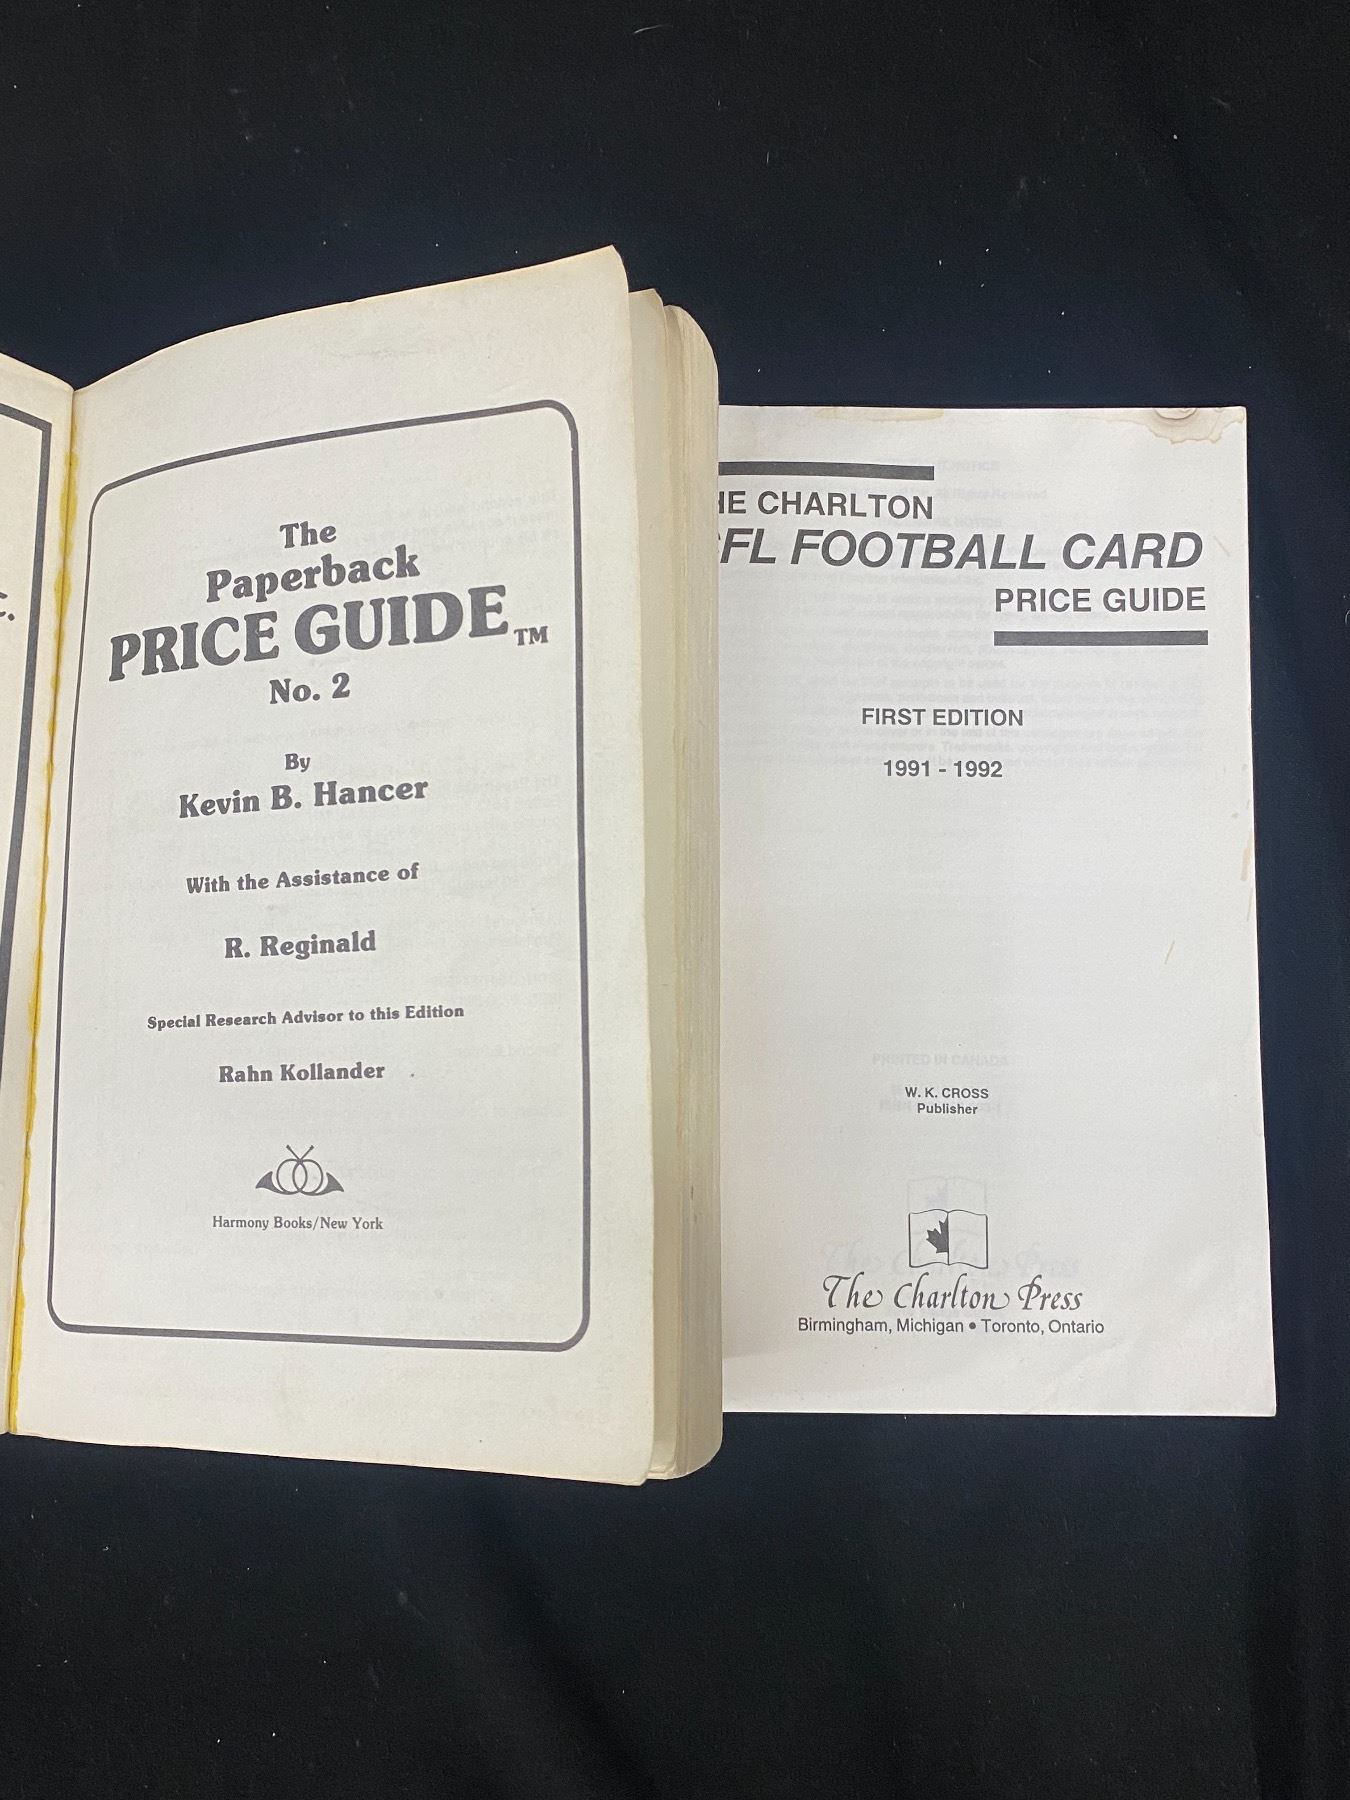 The
Paperback
PRICE GUIDE™
No. 2
By
Kevin B. Hancer
With the Assistance of
R. Reginald
Special Research Advisor to this Edition
Rahn Kollander
Harmony Books/New York
HE CHARLTON
CFL FOOTBALL CARD
PRICE GUIDE
FIRST EDITION
1991 - 1992
PRINTED IN CANADA
W. K. CROSS
Publisher
The Charlton Press
Birmingham, Michigan • Toronto, Ontario